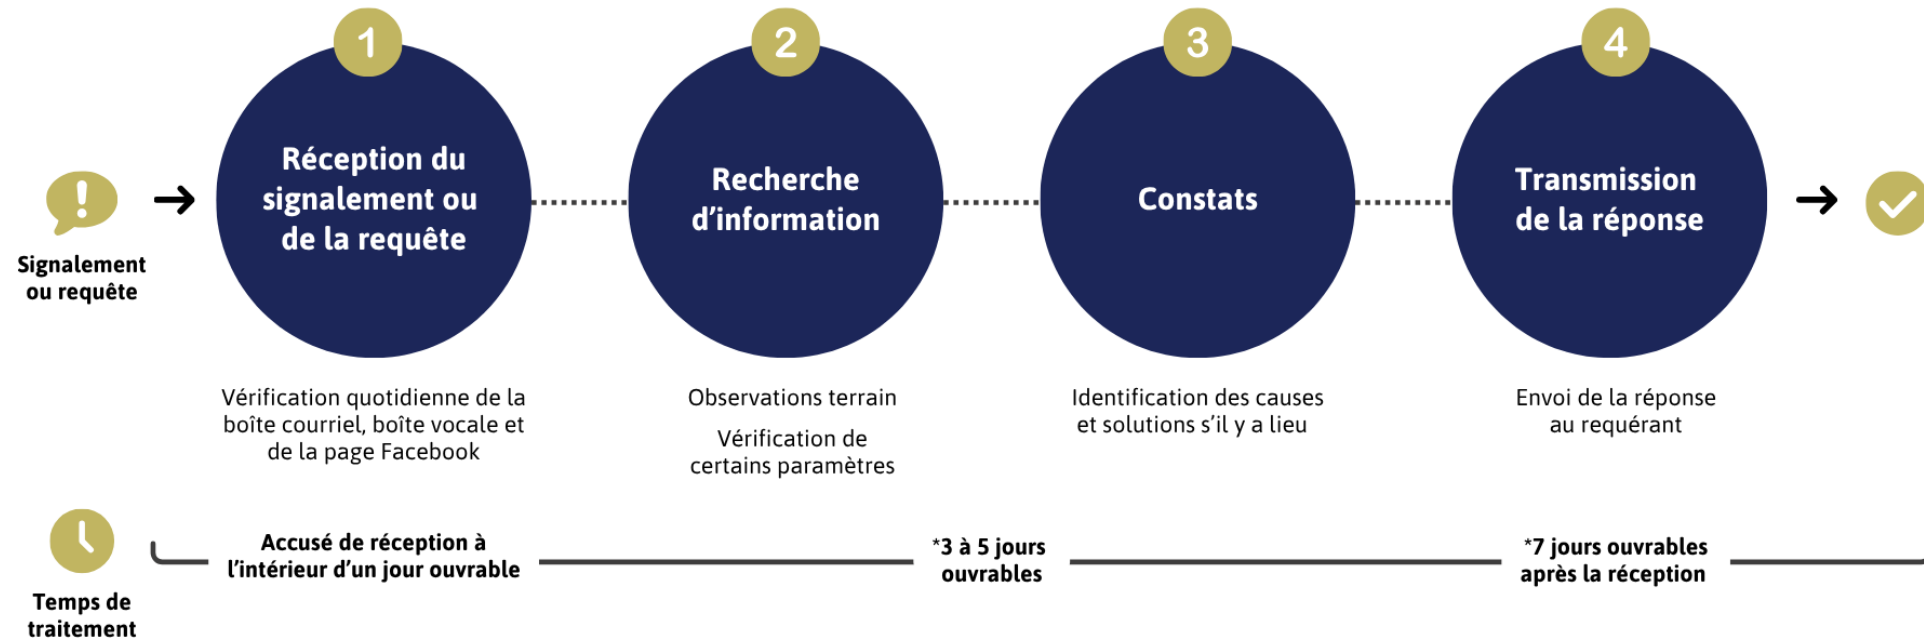 1
Réception du
signalement ou
de la requête
2
Recherche
d'information
3
Constats
4
Transmission
de la réponse
!
Signalement
ou requête
Vérification quotidienne de la
boîte courriel, boîte vocale et
de la page Facebook
Observations terrain
Vérification de
certains paramètres
Identification des causes
et solutions s'il y a lieu
Envoi de la réponse
au requérant
Temps de
traitement
Accusé de réception à
l'intérieur d'un jour ouvrable
*3 à 5 jours
ouvrables
*7 jours ouvrables
après la réception